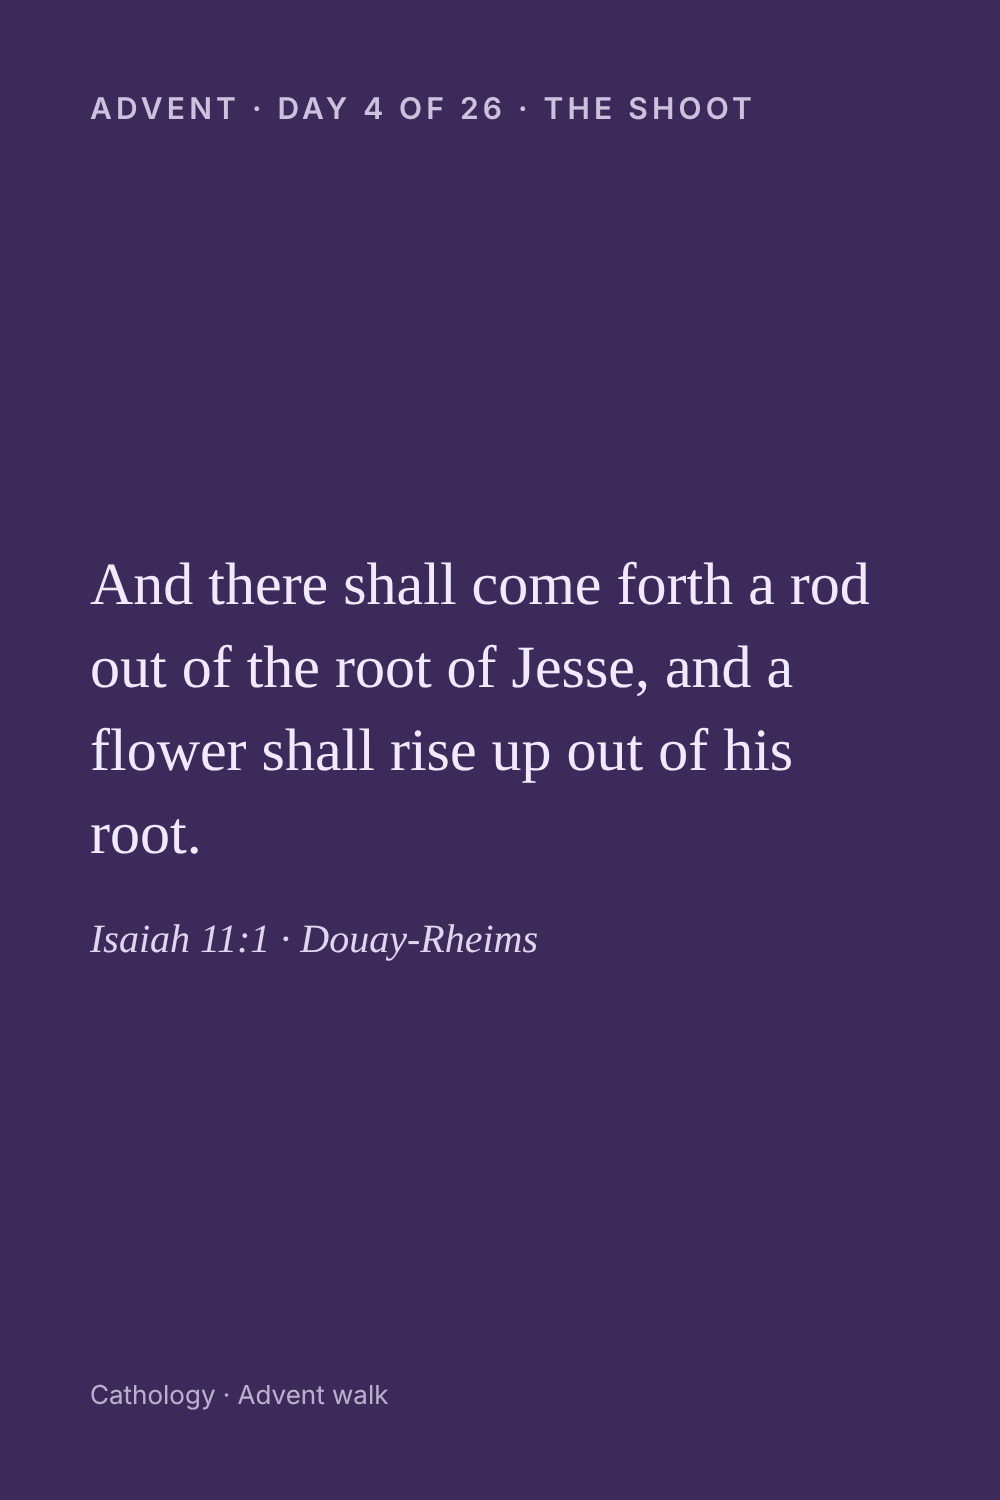 ADVENT · DAY 4 OF 26 · THE SHOOT
And there shall come forth a rod
out of the root of Jesse, and a
flower shall rise up out of his
root.
Isaiah 11:1 · Douay-Rheims
Cathology · Advent walk